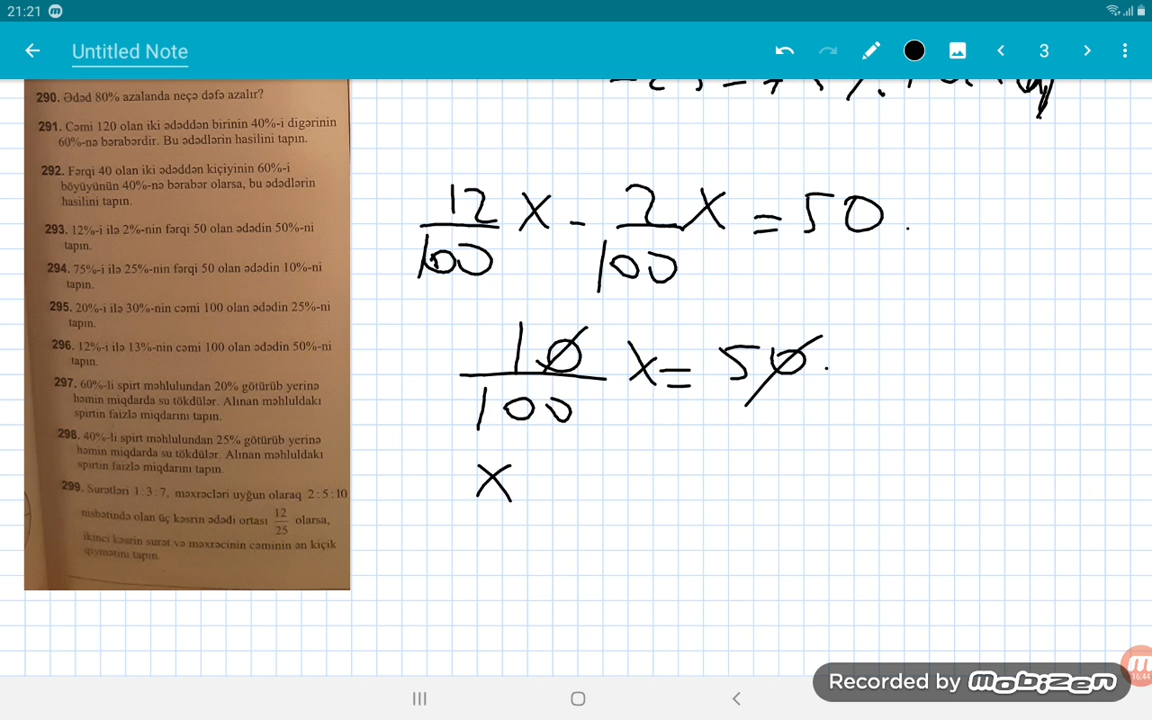 21:21
Untitled Note
3
290. Ədəd 80% azalanda neçə dəfə azalır?
291. Cəmi 120 olan iki ədəddən birinin 40%-i digərinin
60%-nə bərabərdir. Bu ədədlərin hasilini tapın.
292. Fərqi 40 olan iki ədəddən kiçiyinin 60%-i
böyüyünün 40%-nə bərabər olarsa, bu ədədlərin
hasilini tapın.
293. 12%-i ilə 2%-nin fərqi 50 olan ədədin 50%-ni
tapın.
294. 75%-i ilə 25%-nin fərqi 50 olan ədədin 10%-ni
tapın.
295. 20%-i ilə 30%-nin cəmi 100 olan ədədin 25%-ni
tapın.
296. 12%-i ilə 13%-nin cəmi 100 olan ədədin 50%-ni
tapın.
297. 60%-li spirt məhlulundan 20% götürüb yerinə
həmin miqdarda su tökdülər. Alınan məhluldakı
spirtin faizlə miqdarını tapın.
298. 40%-li spirt məhlulundan 25% götürüb yerinə
həmin miqdarda su tökdülər. Alınan məhluldakı
spirtin faizlə miqdarını tapın.
299. Surətləri 1:3:7, məxrəcləri uyğun olaraq 2:5:10
nisbətində olan üç kəsrin ədədi ortası 12/25 olarsa,
ikinci kəsrin surət və məxrəcinin cəminin ən kiçik
qiymətini tapın.
12/100 x - 2/100 x = 50.
10/100 x = 50.
x
Recorded by mobizen
16:44